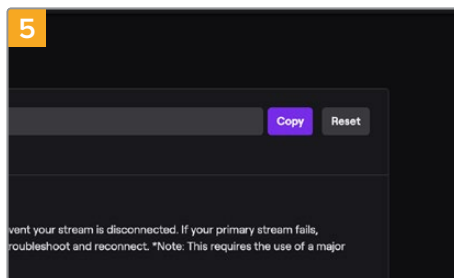 5
Copy Reset
vent your stream is disconnected. If your primary stream fails,
roubleshoot and reconnect. *Note: This requires the use of a major